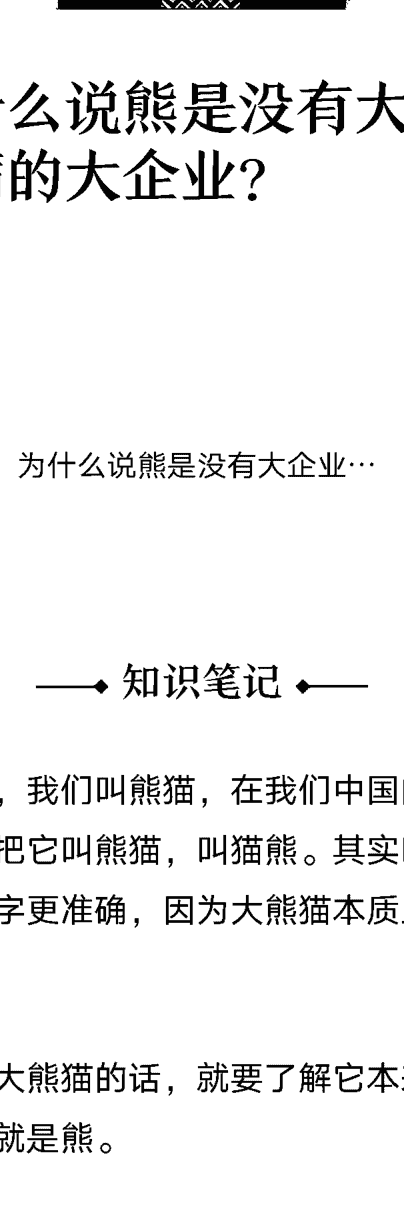 么说熊是没有大
的大企业?
为什么说熊是没有大企业…
知识笔记
，我们叫熊猫，在我们中国
把它叫熊猫，叫猫熊。其实
字更准确，因为大熊猫本质
大熊猫的话，就要了解它本
就是熊。